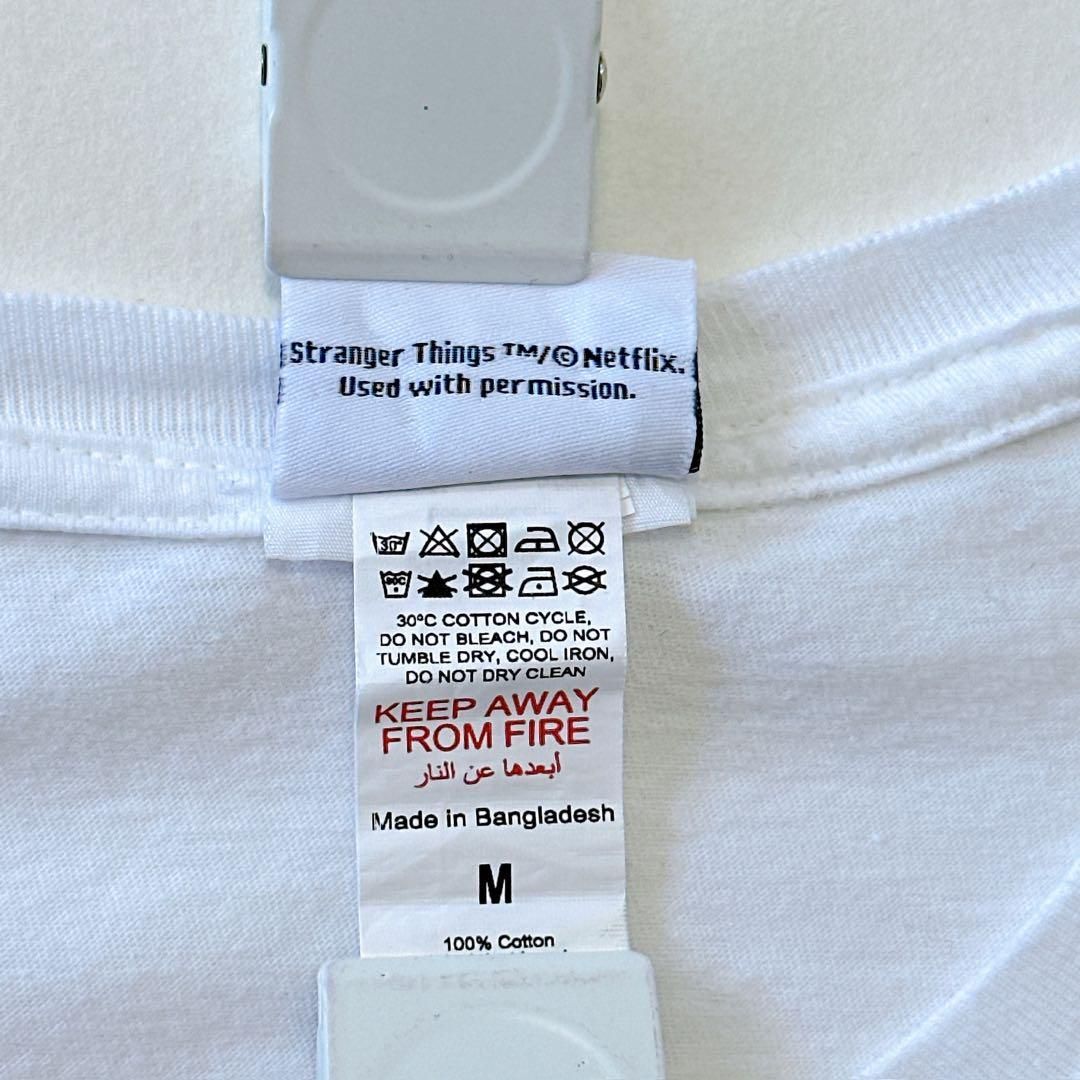 Stranger Things ™/© Netflix.
Used with permission.
30°
30°C COTTON CYCLE,
DO NOT BLEACH, DO NOT
TUMBLE DRY, COOL IRON,
DO NOT DRY CLEAN
KEEP AWAY
FROM FIRE
أبعدها عن النار
Made in Bangladesh
M
100% Cotton